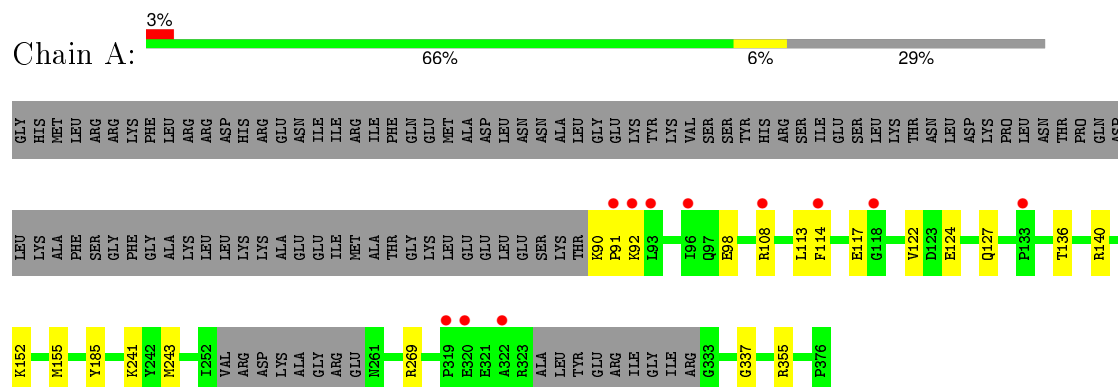 3%
Chain A:
66% 6% 29%
GLY HIS MET LEU ARG ARG LYS PHE LEU ARG ARG ASP HIS ARG GLU ASN ILE ILE ARG ILE PHE GLN GLU MET ALA ASP LEU ASN ASN ALA LEU GLY GLU LYS TYR LYS VAL SER SER TYR HIS ARG SER ILE GLU SER LEU LYS THR ASN LEU ASP LYS PRO LEU ASN THR PRO GLN ASP
LEU LYS ALA PHE SER GLY PHE GLY ALA LYS LEU LEU LYS LYS ALA GLU GLU ILE MET ALA THR GLY LYS LEU GLU GLU LEU GLU SER LYS THR K90 P91 K92 L93 I96 Q97 E98 R108 L113 F114 E117 G118 V122 D123 E124 Q127 P133 T136 R140
K152 M155 Y185 K241 Y242 M243 I252 VAL ARG ASP LYS ALA GLY ARG GLU N261 R269 P319 E320 E321 A322 R323 ALA LEU TYR GLU ARG ILE GLY ILE ARG G333 G337 R355 P376